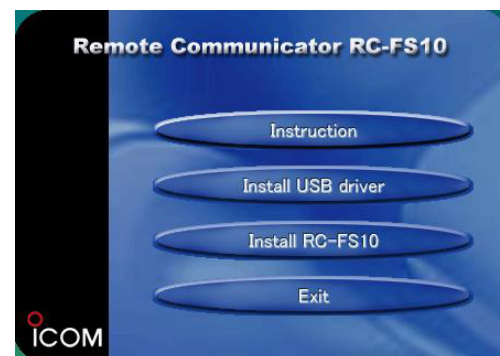 Remote Communicator RC-FS10
Instruction
Install USB driver
Install RC-FS10
Exit
ICOM